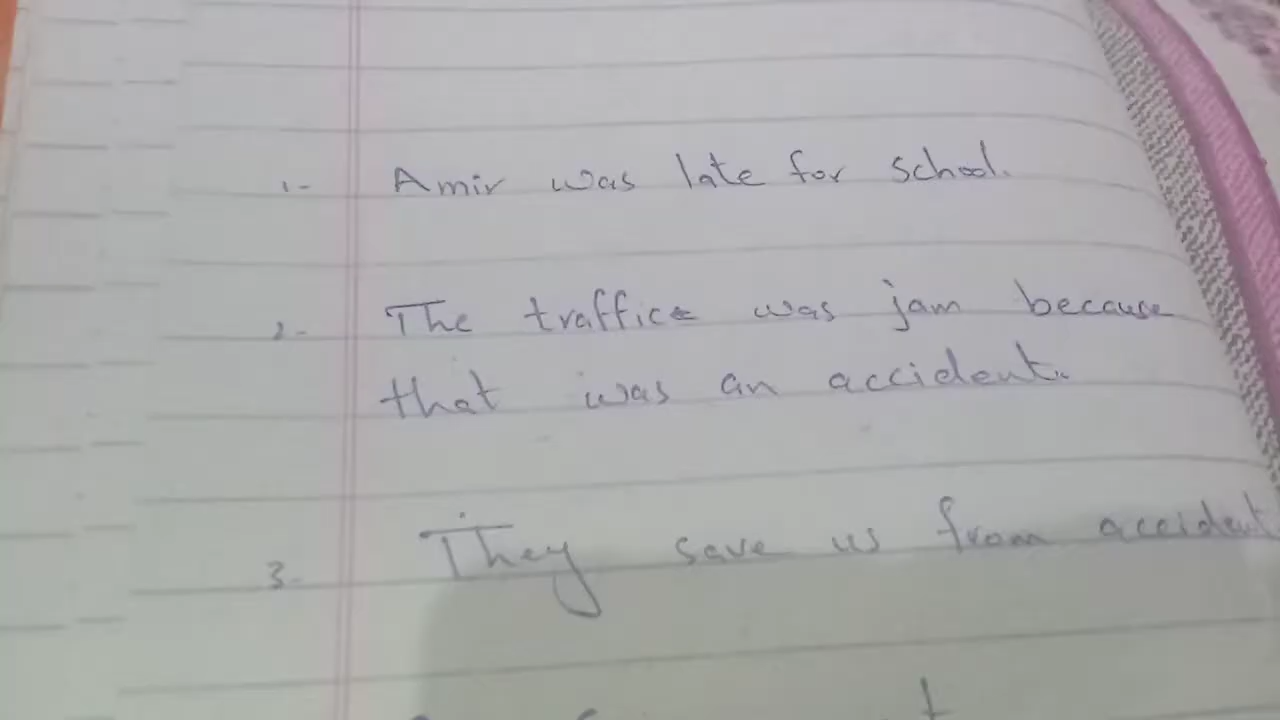 1- Amir was late for school.
2- The traffice was jam because
that was an accident.
3- They save us from accident